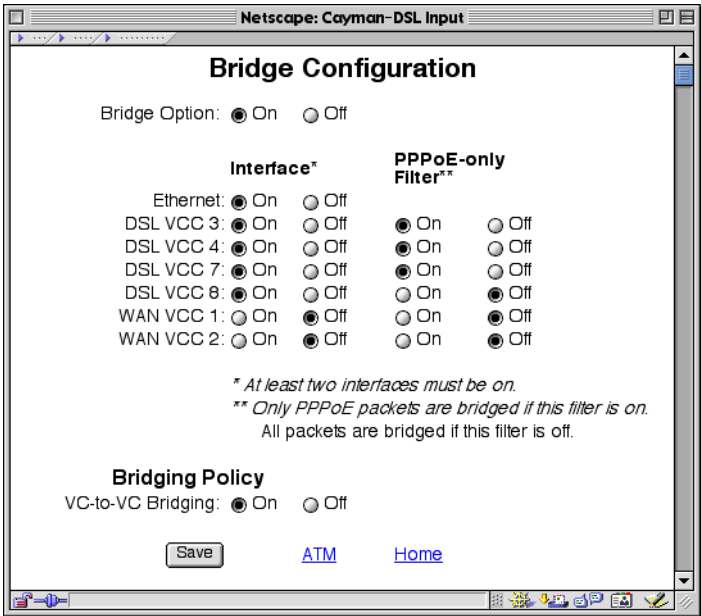 Netscape: Cayman-DSL Input
Bridge Configuration
Bridge Option: On Off
Interface* PPPoE-only Filter**
Ethernet: On Off
DSL VCC 3: On Off On Off
DSL VCC 4: On Off On Off
DSL VCC 7: On Off On Off
DSL VCC 8: On Off On Off
WAN VCC 1: On Off On Off
WAN VCC 2: On Off On Off
* At least two interfaces must be on.
** Only PPPoE packets are bridged if this filter is on.
All packets are bridged if this filter is off.
Bridging Policy
VC-to-VC Bridging: On Off
Save ATM Home